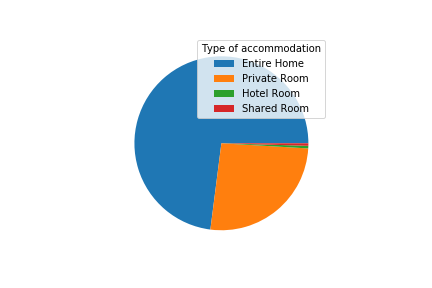 Type of accommodation
Entire Home
Private Room
Hotel Room
Shared Room